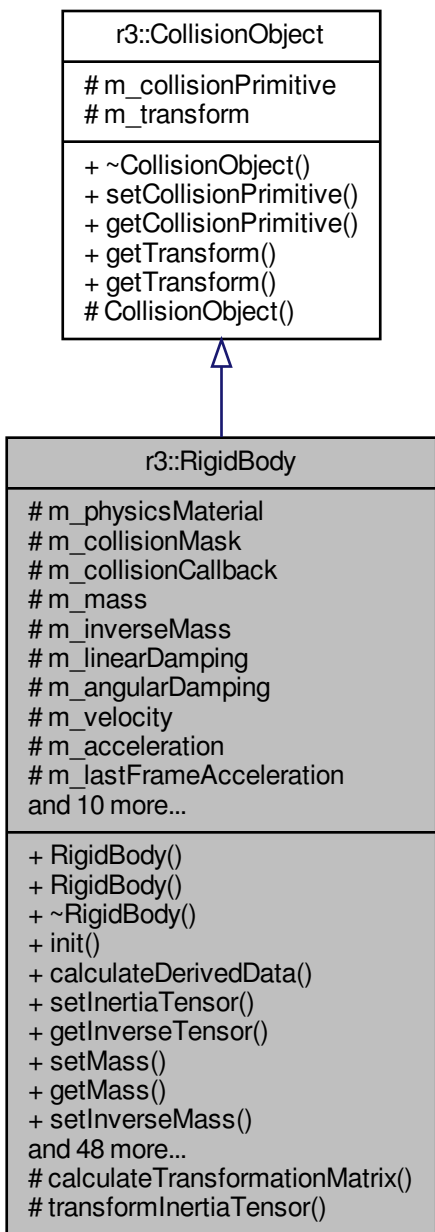 r3::CollisionObject
# m_collisionPrimitive
# m_transform
+ ~CollisionObject()
+ setCollisionPrimitive()
+ getCollisionPrimitive()
+ getTransform()
+ getTransform()
# CollisionObject()
r3::RigidBody
# m_physicsMaterial
# m_collisionMask
# m_collisionCallback
# m_mass
# m_inverseMass
# m_linearDamping
# m_angularDamping
# m_velocity
# m_acceleration
# m_lastFrameAcceleration
and 10 more...
+ RigidBody()
+ RigidBody()
+ ~RigidBody()
+ init()
+ calculateDerivedData()
+ setInertiaTensor()
+ getInverseTensor()
+ setMass()
+ getMass()
+ setInverseMass()
and 48 more...
# calculateTransformationMatrix()
# transformInertiaTensor()